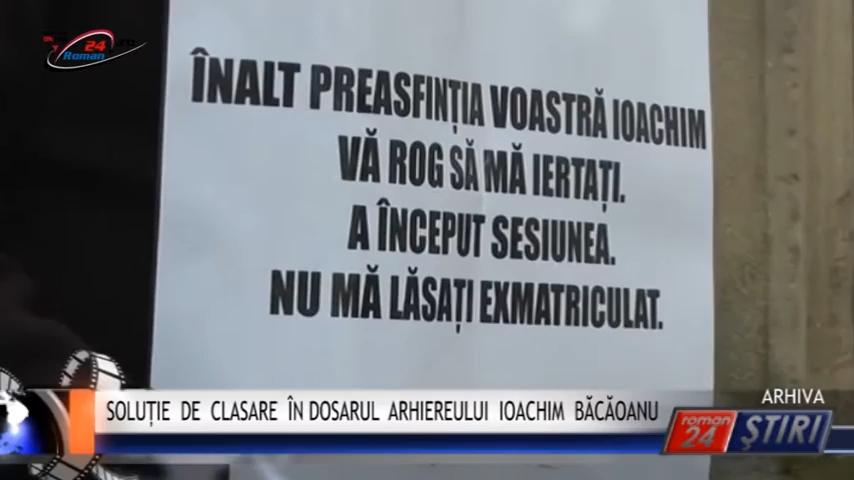 24
Roman
ÎNALT PREASFINȚIA VOASTRĂ IOACHIM
VĂ ROG SĂ MĂ IERTAȚI.
A ÎNCEPUT SESIUNEA.
NU MĂ LĂSAȚI EXMATRICULAT.
ARHIVA
SOLUȚIE DE CLASARE ÎN DOSARUL ARHIEREULUI IOACHIM BĂCĂOANU
roman
24
ȘTIRI